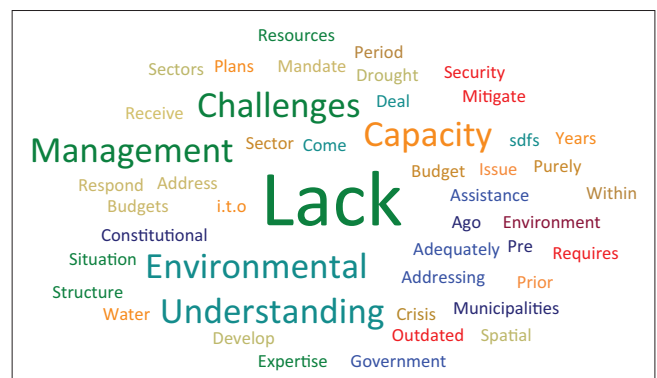 Resources
Period
Sectors Plans Mandate Drought Security
Receive Challenges Deal Mitigate
Management Sector Come Capacity sdfs Years
Respond Address Lack Budget Issue Purely
Budgets i.t.o Assistance Within
Constitutional Ago Environment
Situation Environmental Adequately Pre Requires
Structure Addressing Prior
Water Understanding Crisis Municipalities
Develop Outdated Spatial
Expertise Government